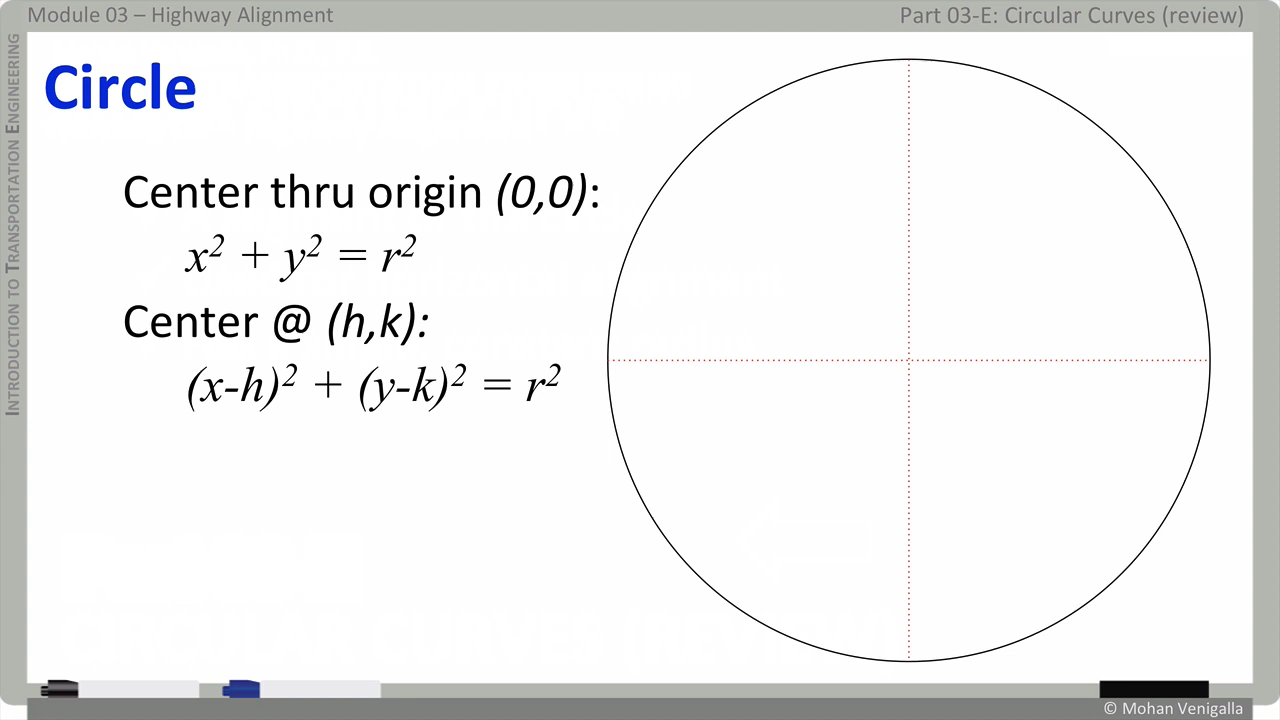 Module 03 – Highway Alignment
Part 03-E: Circular Curves (review)
INTRODUCTION TO TRANSPORTATION ENGINEERING
Circle
Center thru origin (0,0):
x² + y² = r²
Center @ (h,k):
(x-h)² + (y-k)² = r²
© Mohan Venigalla